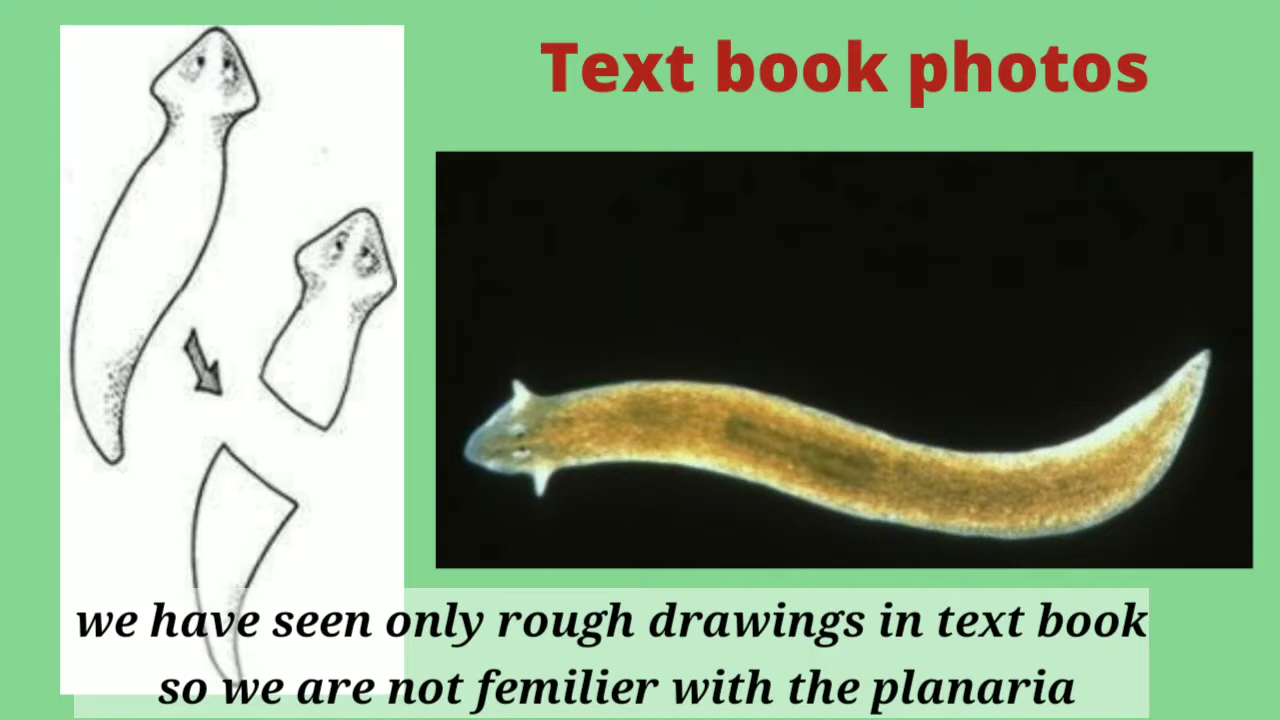 Text book photos
we have seen only rough drawings in text book
so we are not femilier with the planaria